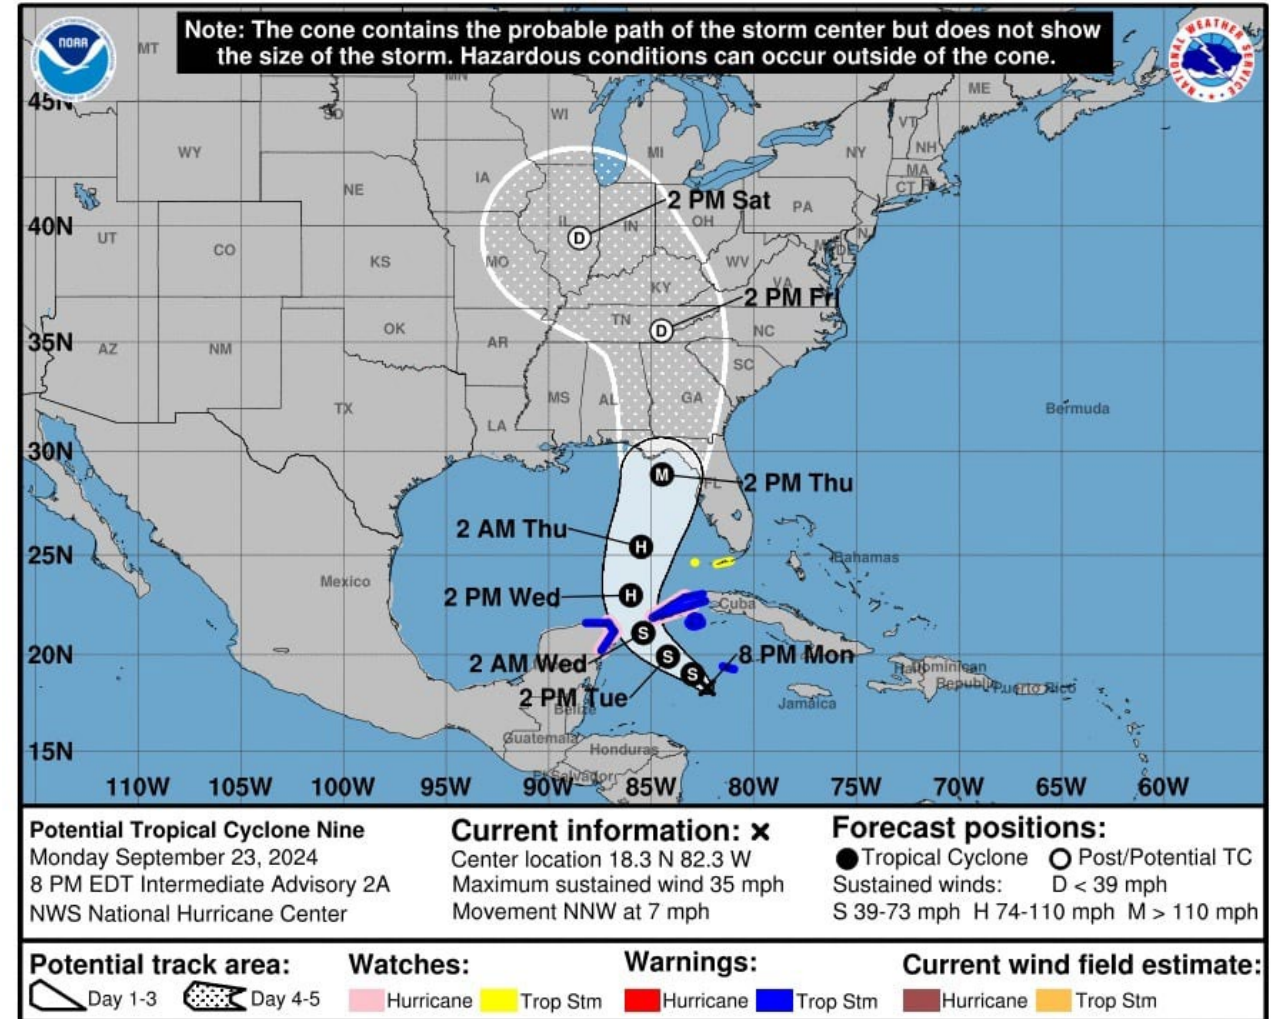 Note: The cone contains the probable path of the storm center but does not show
the size of the storm. Hazardous conditions can occur outside of the cone.
NOAA
NATIONAL WEATHER SERVICE
MT
MN
ME
45N
SD
WI
VT
WY
MI
NY
NH
IA
MA
NE
CT
RI
2 PM Sat
PA
40N
IL
IN
OH
UT
CO
KS
MO
WV
DE
KY
VA
2 PM Fri
TN
OK
NC
35N
AZ
NM
AR
SC
TX
MS
AL
GA
Bermuda
LA
30N
FL
2 PM Thu
2 AM Thu
25N
Bahamas
Mexico
2 PM Wed
Cuba
20N
2 AM Wed
8 PM Mon
Haiti
Dominican
Republic
Puerto Rico
2 PM Tue
Belize
Jamaica
Guatemala
Honduras
15N
El Salvador
D
D
M
H
H
S
S
S
110W 105W 100W 95W 90W 85W 80W 75W 70W 65W 60W
Potential Tropical Cyclone Nine
Monday September 23, 2024
8 PM EDT Intermediate Advisory 2A
NWS National Hurricane Center
Current information: x
Center location 18.3 N 82.3 W
Maximum sustained wind 35 mph
Movement NNW at 7 mph
Forecast positions:
Tropical Cyclone Post/Potential TC
Sustained winds: D < 39 mph
S 39-73 mph H 74-110 mph M > 110 mph
Potential track area:
Day 1-3 Day 4-5
Watches:
Hurricane Trop Stm
Warnings:
Hurricane Trop Stm
Current wind field estimate:
Hurricane Trop Stm